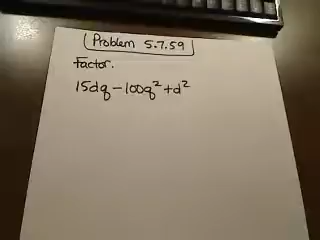 Problem 5.7.59
Factor.
15dq - 100q² + d²